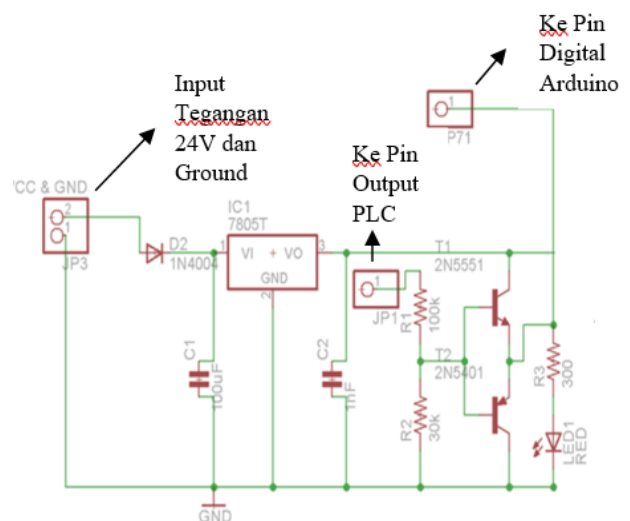 Ke Pin
Digital
Arduino
Input
Tegangan
24V dan
Ground
Ke Pin
Output
PLC
1
P71
CC & GND
2
1
JP3
D2
1N4004
IC1
7805T
1
VI + VO
3
GND
2
1
JP1
T1
2N5551
R1
100k
C1
100uF
C2
1nF
T2
2N5401
R2
30k
R3
300
LED1
RED
GND